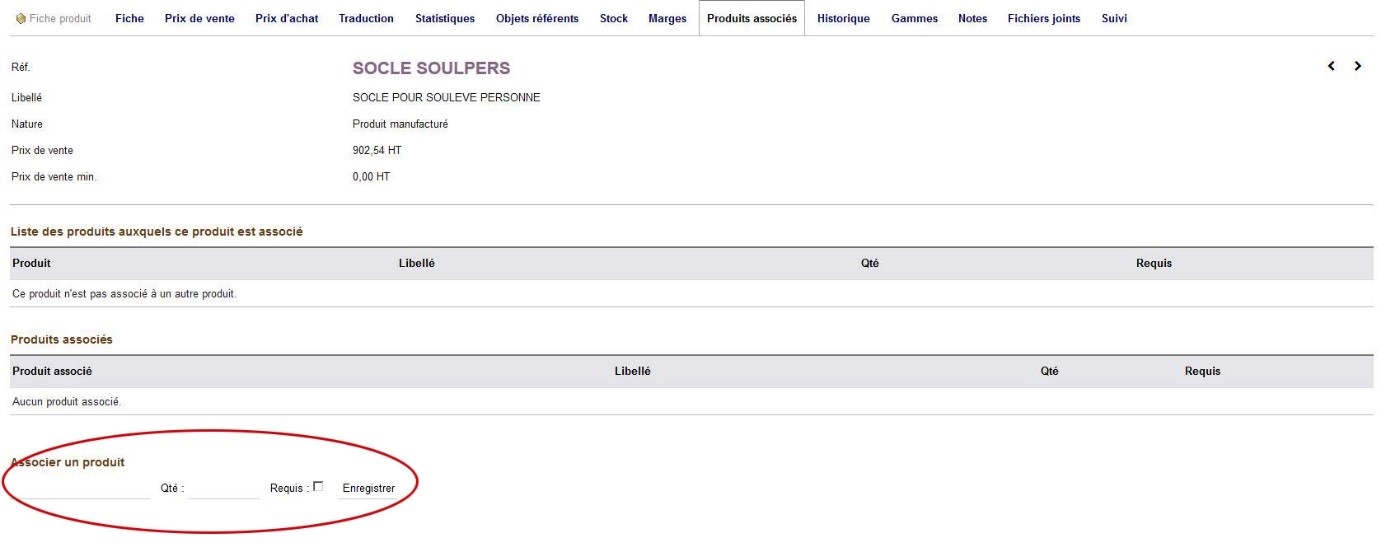 Fiche produit Fiche Prix de vente Prix d'achat Traduction Statistiques Objets référents Stock Marges Produits associés Historique Gammes Notes Fichiers joints Suivi
Réf. SOCLE SOULPERS
Libellé SOCLE POUR SOULEVE PERSONNE
Nature Produit manufacturé
Prix de vente 902,54 HT
Prix de vente min. 0,00 HT
Liste des produits auxquels ce produit est associé
Produit Libellé Qté Requis
Ce produit n'est pas associé à un autre produit.
Produits associés
Produit associé Libellé Qté Requis
Aucun produit associé.
Associer un produit
Qté : Requis : Enregistrer